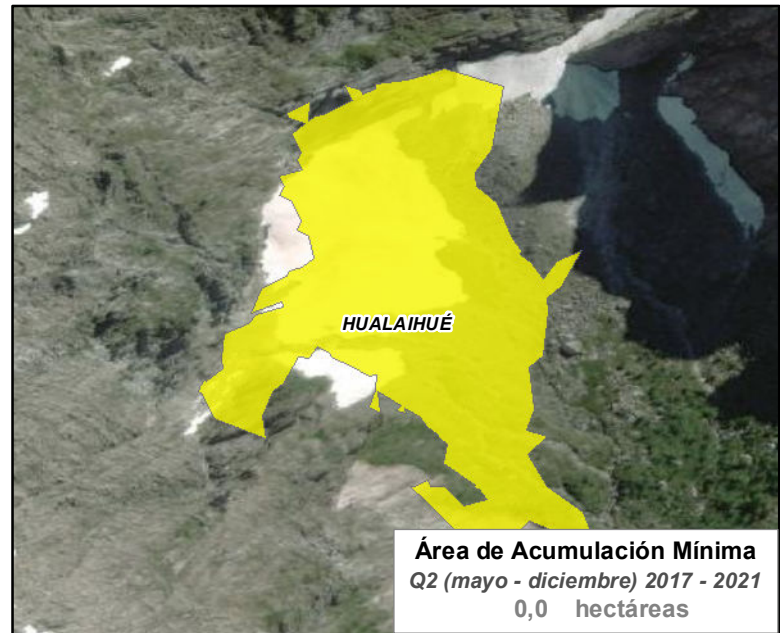 HUALAIHUÉ
Área de Acumulación Mínima
Q2 (mayo - diciembre) 2017 - 2021
0,0 hectáreas